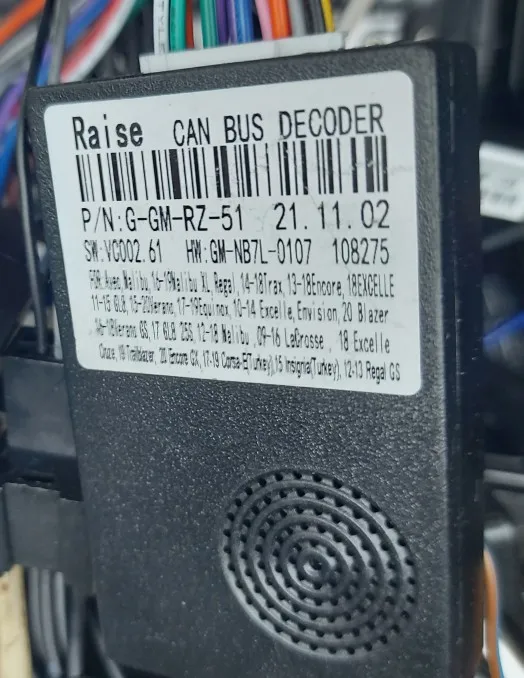 Raise CAN BUS DECODER
P/N:G-GM-RZ-51 21.11.02
SW:VC002.61 HW:GM-NB7L-0107 108275
FOR:Aveo,Malibu,16-19Malibu XL,Regal,14-18Trax,13-18Encore,18EXCELLE
11-15 GL8,15-20Verano,17-19Equinox,10-14 Excelle,Envision,20 Blazer
16-18Verano GS,17 GL8 25S,12-18 Malibu,09-16 LaCrosse, 18 Excelle
Cruze,19 Trailblazer, 20 Encore GX,17-19 Corsa-E(Turkey),15 Insignia(Turkey),12-13 Regal GS